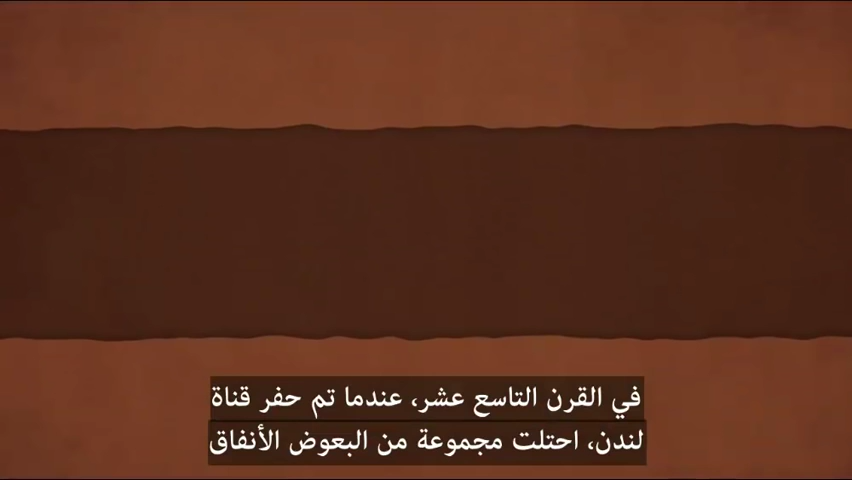 في القرن التاسع عشر، عندما تم حفر قناة
لندن، احتلت مجموعة من البعوض الأنفاق